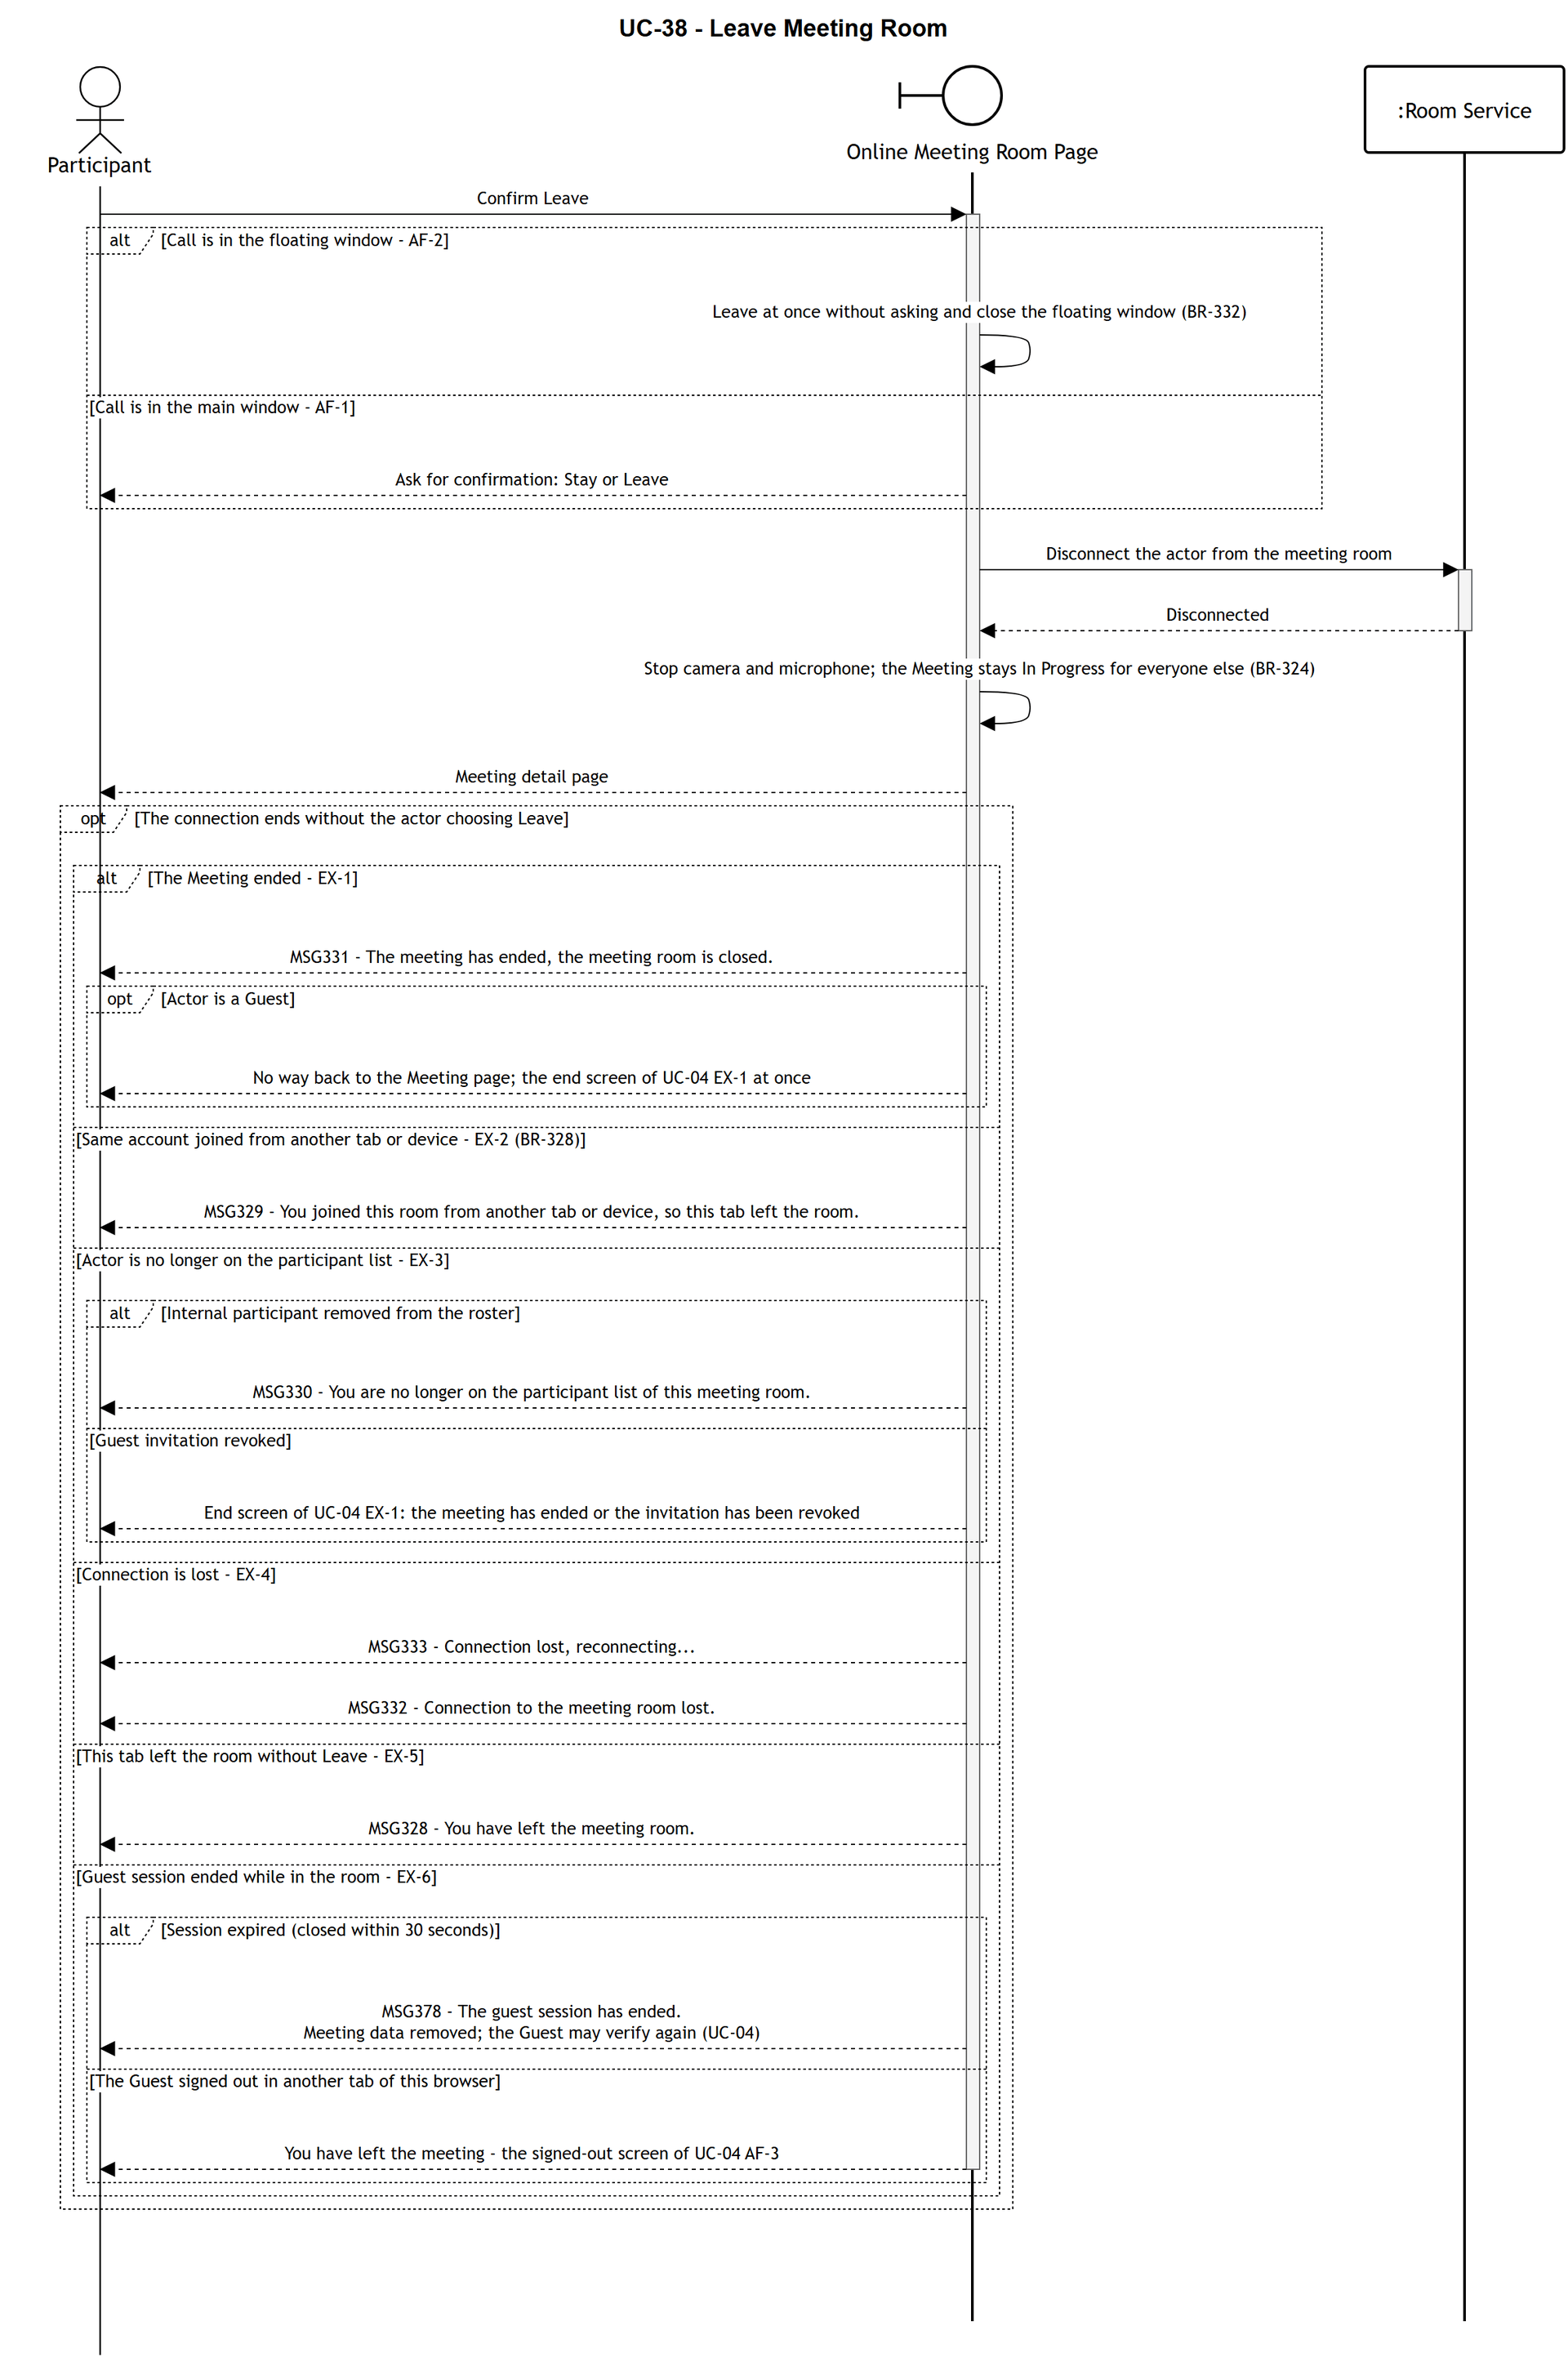 UC-38 - Leave Meeting Room
Participant
Online Meeting Room Page
:Room Service
Confirm Leave
alt [Call is in the floating window - AF-2]
Leave at once without asking and close the floating window (BR-332)
[Call is in the main window - AF-1]
Ask for confirmation: Stay or Leave
Disconnect the actor from the meeting room
Disconnected
Stop camera and microphone; the Meeting stays In Progress for everyone else (BR-324)
Meeting detail page
opt [The connection ends without the actor choosing Leave]
alt [The Meeting ended - EX-1]
MSG331 - The meeting has ended, the meeting room is closed.
opt [Actor is a Guest]
No way back to the Meeting page; the end screen of UC-04 EX-1 at once
[Same account joined from another tab or device - EX-2 (BR-328)]
MSG329 - You joined this room from another tab or device, so this tab left the room.
[Actor is no longer on the participant list - EX-3]
alt [Internal participant removed from the roster]
MSG330 - You are no longer on the participant list of this meeting room.
[Guest invitation revoked]
End screen of UC-04 EX-1: the meeting has ended or the invitation has been revoked
[Connection is lost - EX-4]
MSG333 - Connection lost, reconnecting...
MSG332 - Connection to the meeting room lost.
[This tab left the room without Leave - EX-5]
MSG328 - You have left the meeting room.
[Guest session ended while in the room - EX-6]
alt [Session expired (closed within 30 seconds)]
MSG378 - The guest session has ended.
Meeting data removed; the Guest may verify again (UC-04)
[The Guest signed out in another tab of this browser]
You have left the meeting - the signed-out screen of UC-04 AF-3